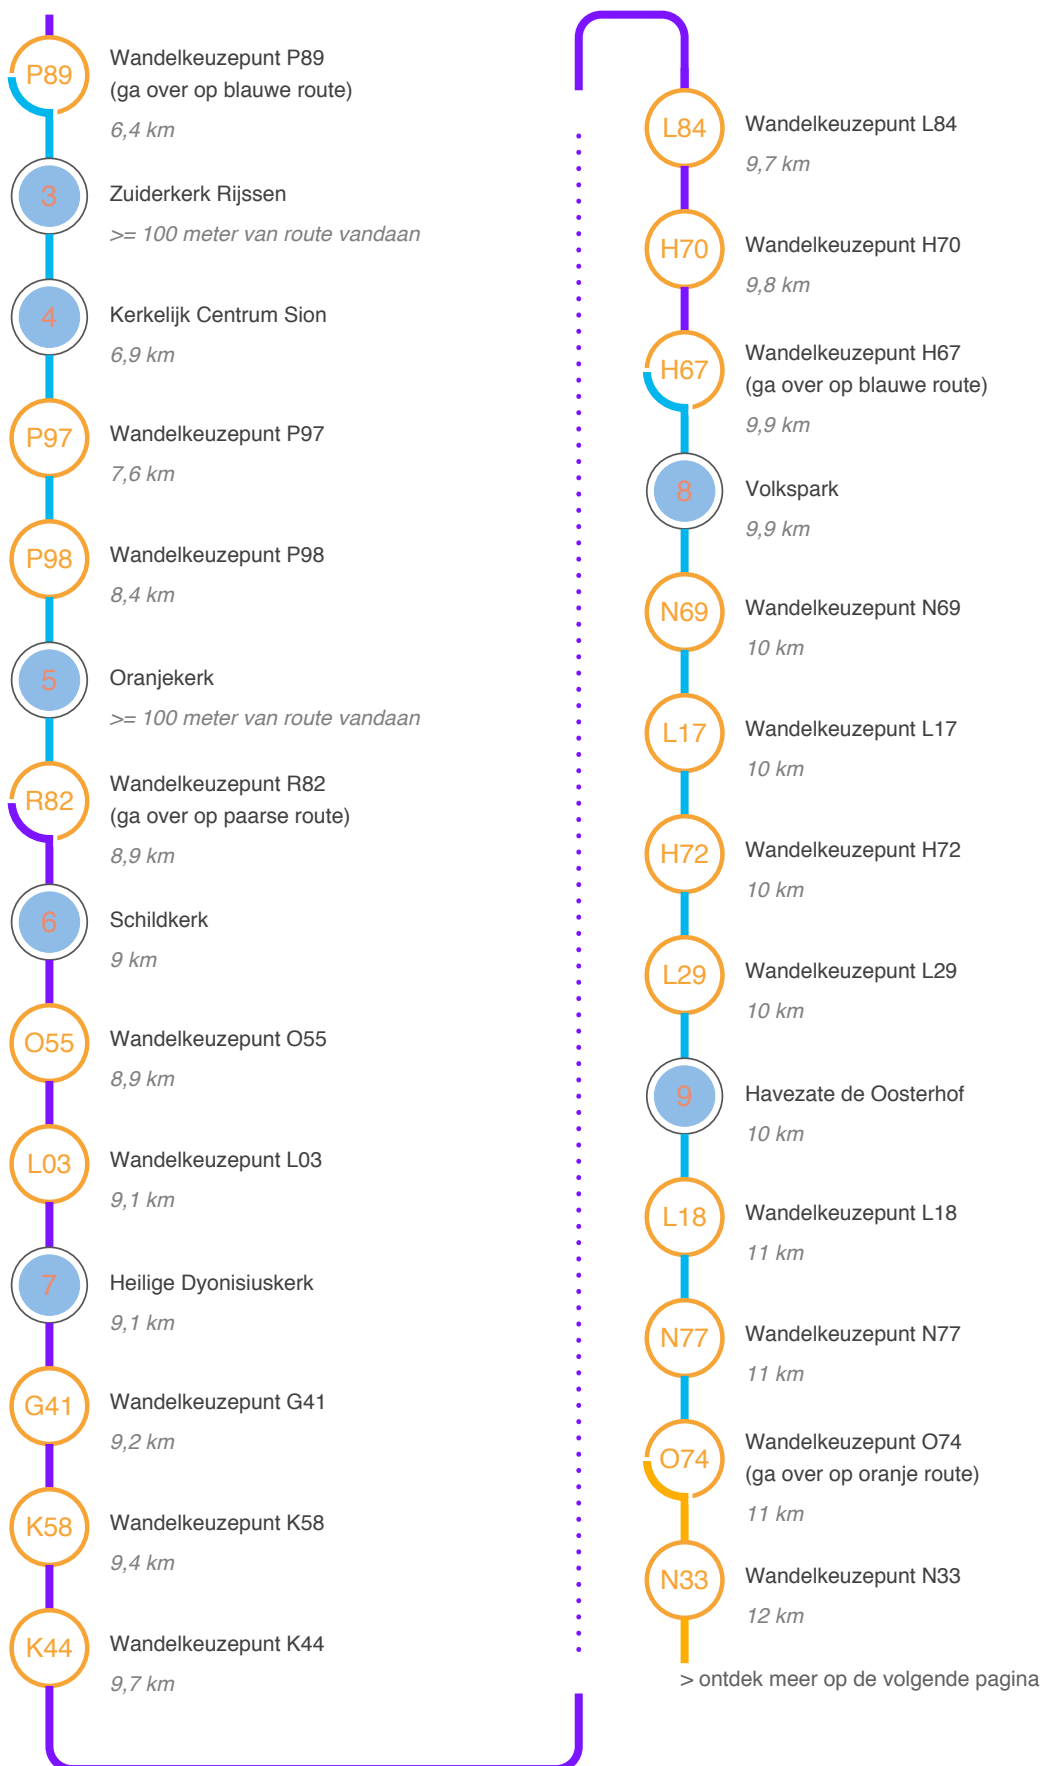 P89
Wandelkeuzepunt P89
(ga over op blauwe route)
6,4 km
3
Zuiderkerk Rijssen
>= 100 meter van route vandaan
4
Kerkelijk Centrum Sion
6,9 km
P97
Wandelkeuzepunt P97
7,6 km
P98
Wandelkeuzepunt P98
8,4 km
5
Oranjekerk
>= 100 meter van route vandaan
R82
Wandelkeuzepunt R82
(ga over op paarse route)
8,9 km
6
Schildkerk
9 km
O55
Wandelkeuzepunt O55
8,9 km
L03
Wandelkeuzepunt L03
9,1 km
7
Heilige Dyonisiuskerk
9,1 km
G41
Wandelkeuzepunt G41
9,2 km
K58
Wandelkeuzepunt K58
9,4 km
K44
Wandelkeuzepunt K44
9,7 km
L84
Wandelkeuzepunt L84
9,7 km
H70
Wandelkeuzepunt H70
9,8 km
H67
Wandelkeuzepunt H67
(ga over op blauwe route)
9,9 km
8
Volkspark
9,9 km
N69
Wandelkeuzepunt N69
10 km
L17
Wandelkeuzepunt L17
10 km
H72
Wandelkeuzepunt H72
10 km
L29
Wandelkeuzepunt L29
10 km
9
Havezate de Oosterhof
10 km
L18
Wandelkeuzepunt L18
11 km
N77
Wandelkeuzepunt N77
11 km
O74
Wandelkeuzepunt O74
(ga over op oranje route)
11 km
N33
Wandelkeuzepunt N33
12 km
> ontdek meer op de volgende pagina